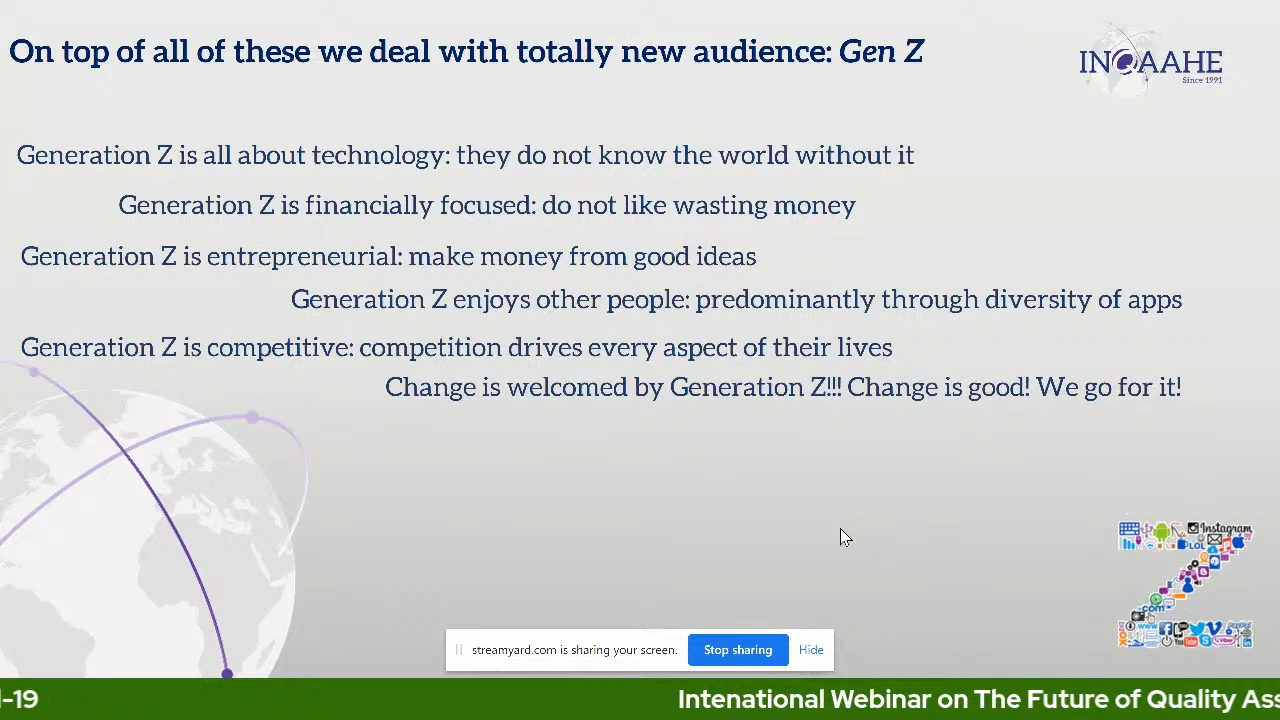 On top of all of these we deal with totally new audience: Gen Z
INQAAHE
Since 1991
Generation Z is all about technology: they do not know the world without it
Generation Z is financially focused: do not like wasting money
Generation Z is entrepreneurial: make money from good ideas
Generation Z enjoys other people: predominantly through diversity of apps
Generation Z is competitive: competition drives every aspect of their lives
Change is welcomed by Generation Z!!! Change is good! We go for it!
Instagram
LOL
.com
www
streamyard.com is sharing your screen.
Stop sharing
Hide
-19
Intenational Webinar on The Future of Quality Ass